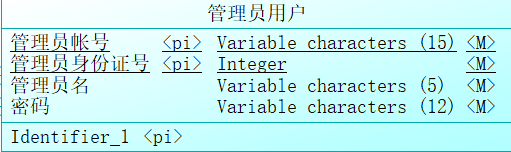 管理员用户
管理员帐号 <pi> Variable characters (15) <M>
管理员身份证号 <pi> Integer <M>
管理员名 Variable characters (5) <M>
密码 Variable characters (12) <M>
Identifier_1 <pi>